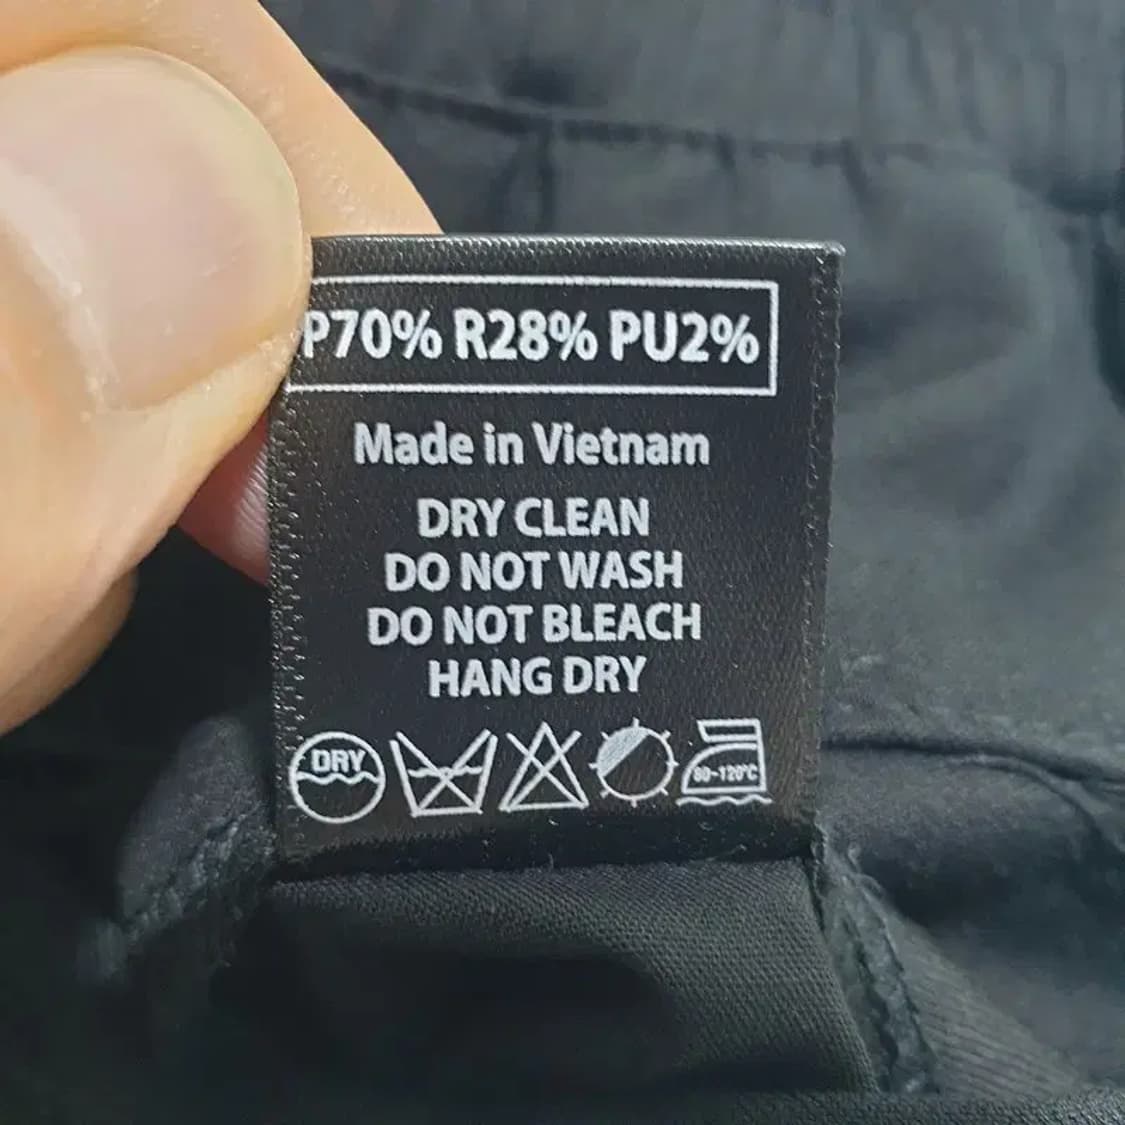 P70% R28% PU2%
Made in Vietnam
DRY CLEAN
DO NOT WASH
DO NOT BLEACH
HANG DRY
DRY
80-120°C